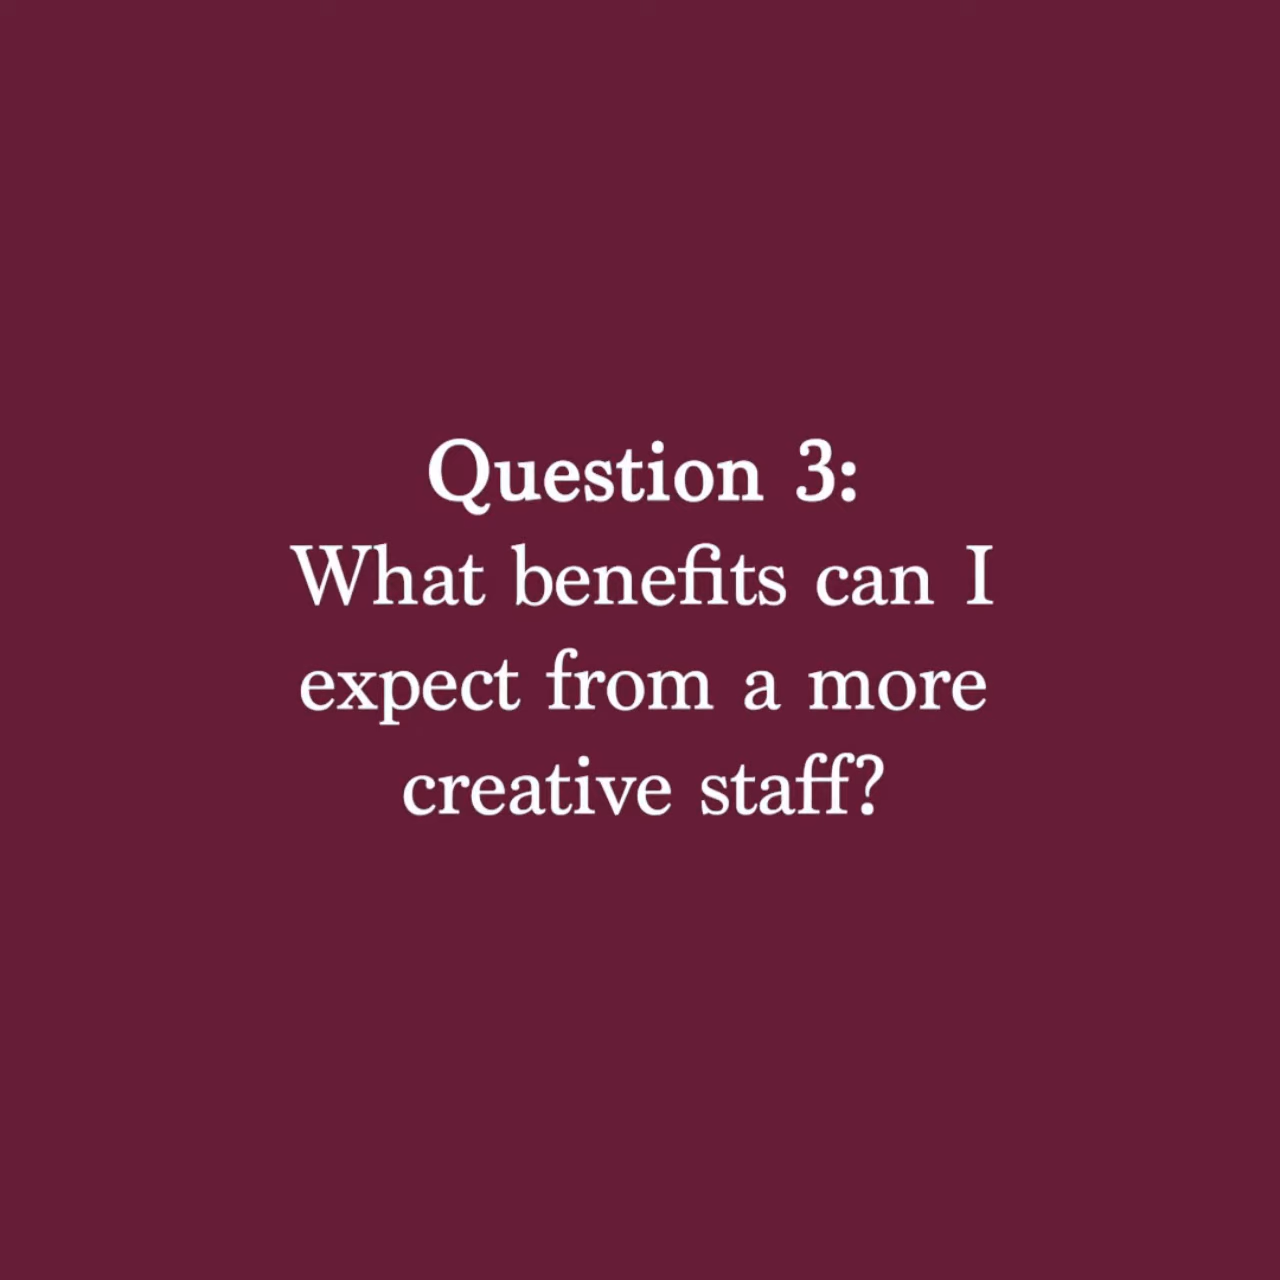 Question 3:
What benefits can I
expect from a more
creative staff?